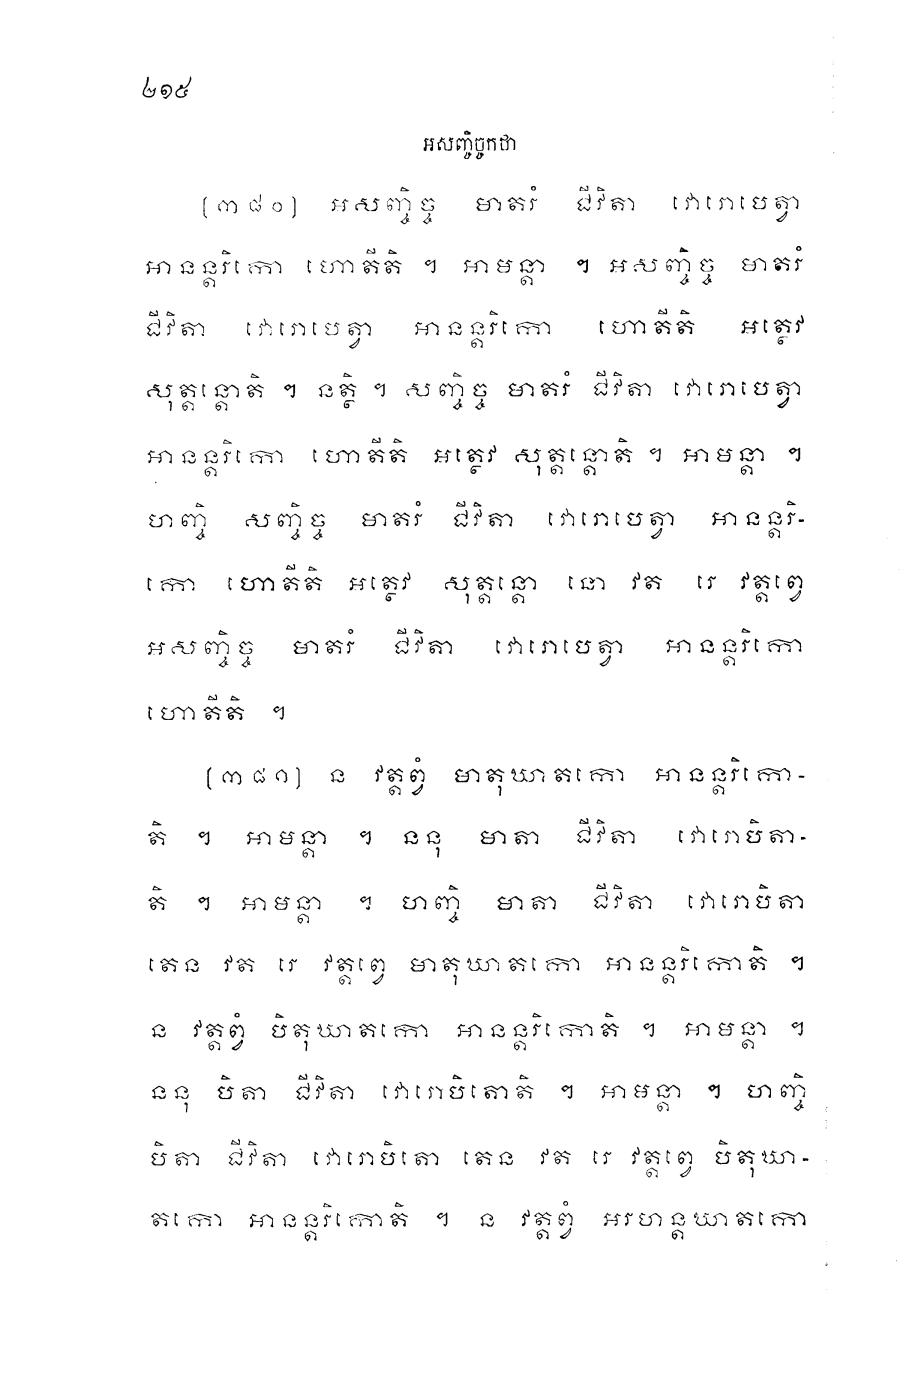 ២១៥
អសញ្ចិច្ចកថា
[៣៨០] អសញ្ចិច្ច មាតរំ ជីវិតា វោរោបេត្វា
អានន្តរិកោ ហោតីតិ ។ អាមន្តា ។ អសញ្ចិច្ច មាតរំ
ជីវិតា វោរោបេត្វា អានន្តរិកោ ហោតីតិ អត្ថេវ
សុត្តន្តោតិ ។ នត្ថិ ។ សញ្ចិច្ច មាតរំ ជីវិតា វោរោបេត្វា
អានន្តរិកោ ហោតីតិ អត្ថេវ សុត្តន្តោតិ ។ អាមន្តា ។
ហញ្ចិ សញ្ចិច្ច មាតរំ ជីវិតា វោរោបេត្វា អានន្តរិ-
កោ ហោតីតិ អត្ថេវ សុត្តន្តោ នោ វត រេ វត្តព្វេ
អសញ្ចិច្ច មាតរំ ជីវិតា វោរោបេត្វា អានន្តរិកោ
ហោតីតិ ។
[៣៨១] ន វត្តព្វំ មាតុឃាតកោ អានន្តរិកោ-
តិ ។ អាមន្តា ។ ននុ មាតា ជីវិតា វោរោបិតា-
តិ ។ អាមន្តា ។ ហញ្ចិ មាតា ជីវិតា វោរោបិតា
តេន វត រេ វត្តព្វេ មាតុឃាតកោ អានន្តរិកោតិ ។
ន វត្តព្វំ បិតុឃាតកោ អានន្តរិកោតិ ។ អាមន្តា ។
ននុ បិតា ជីវិតា វោរោបិតោតិ ។ អាមន្តា ។ ហញ្ចិ
បិតា ជីវិតា វោរោបិតោ តេន វត រេ វត្តព្វេ បិតុឃា-
តកោ អានន្តរិកោតិ ។ ន វត្តព្វំ អរហន្តឃាតកោ